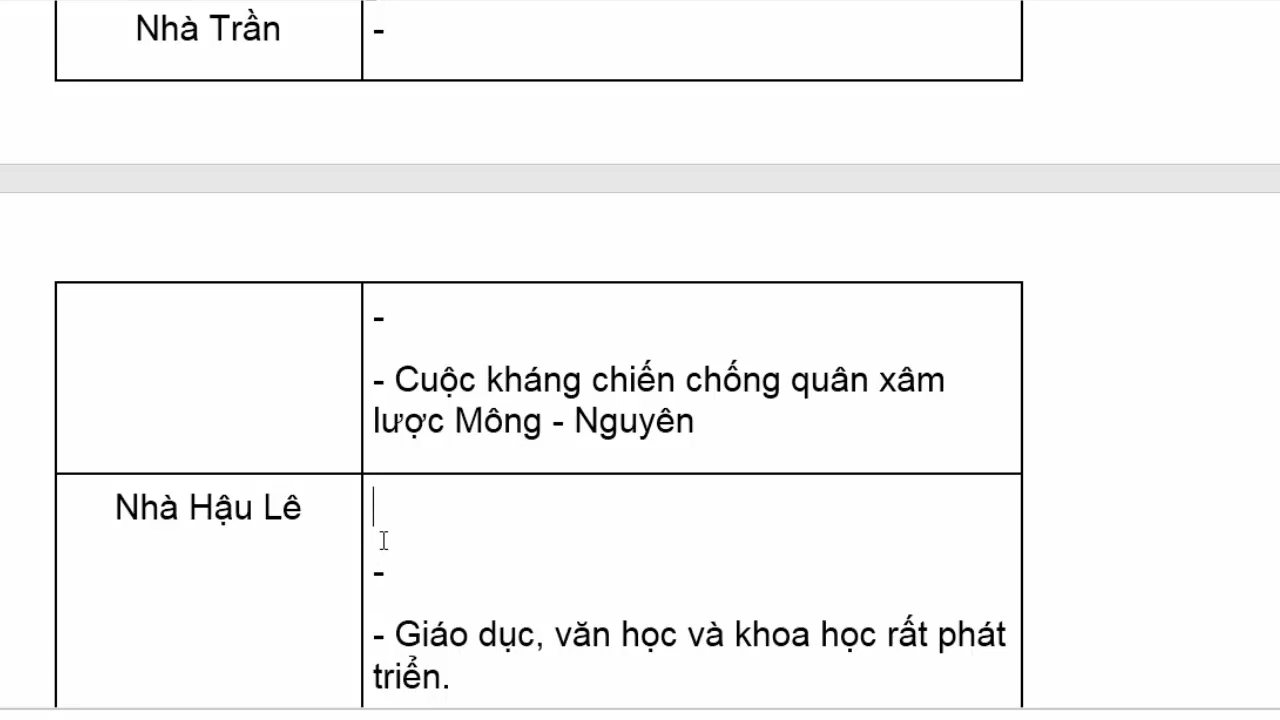 Nhà Trần
-
-
- Cuộc kháng chiến chống quân xâm
lược Mông - Nguyên
Nhà Hậu Lê
-
- Giáo dục, văn học và khoa học rất phát
triển.